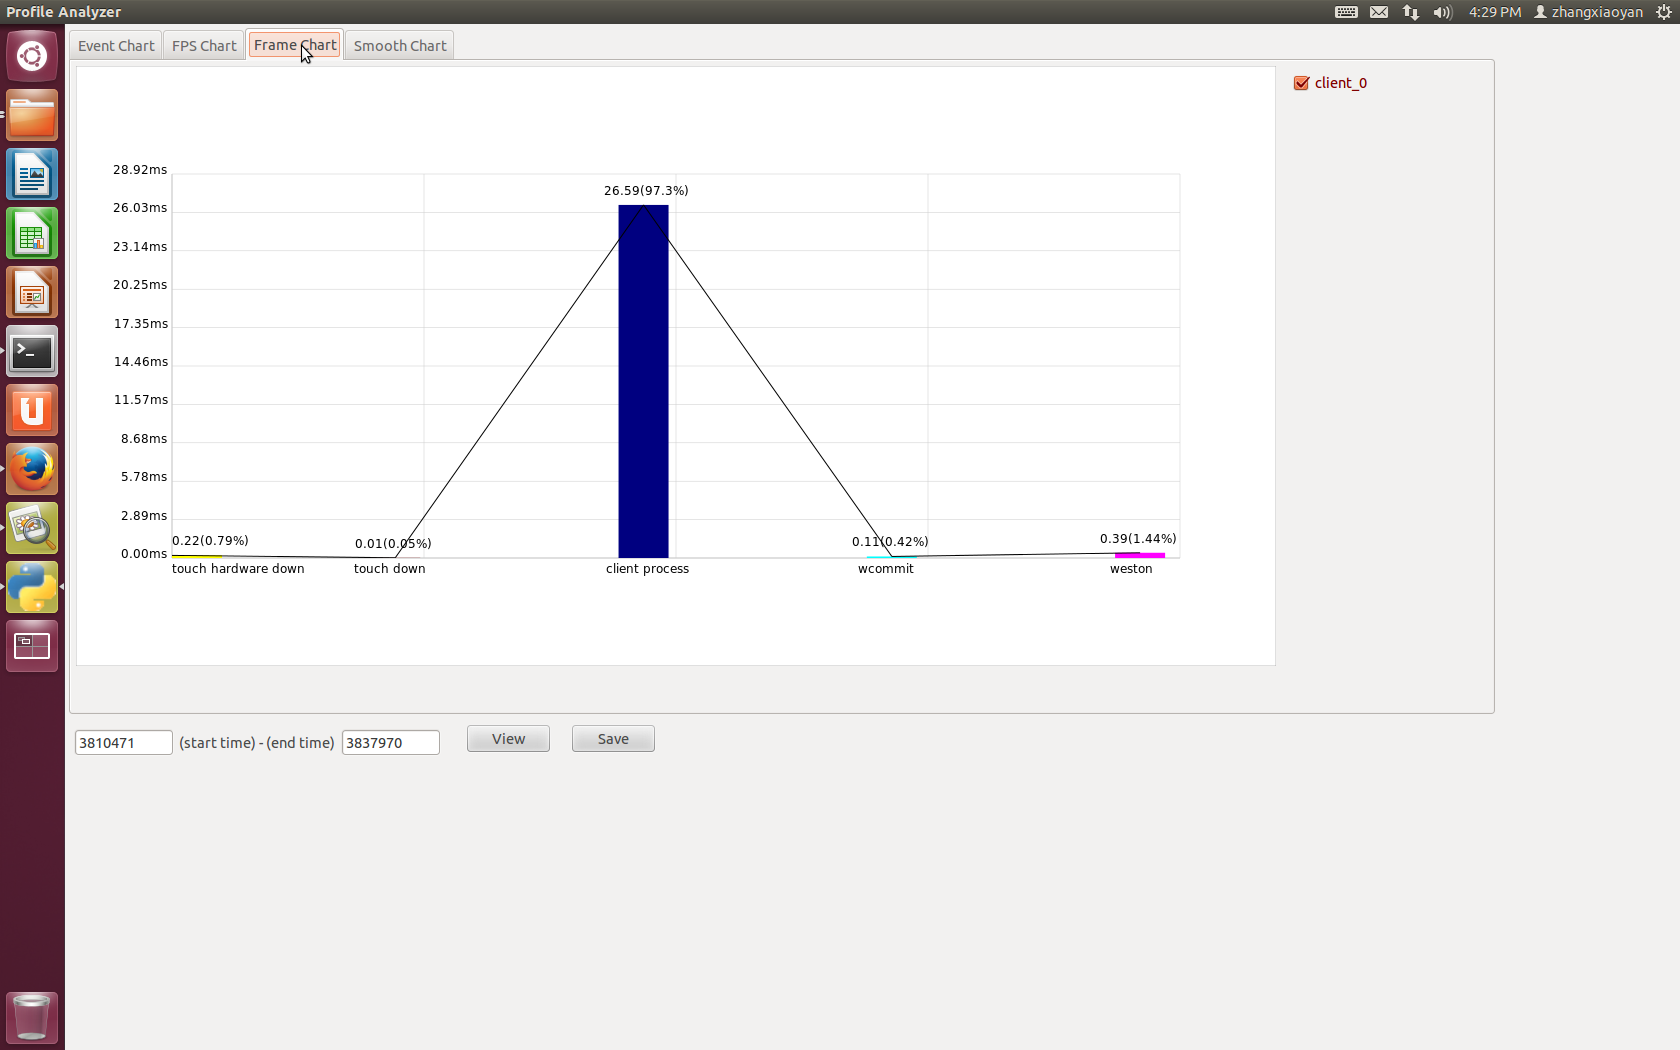 Profile Analyzer
4:29 PM zhangxiaoyan
Event Chart FPS Chart Frame Chart Smooth Chart
client_0
28.92ms
26.59(97.3%)
26.03ms
23.14ms
20.25ms
17.35ms
14.46ms
11.57ms
8.68ms
5.78ms
2.89ms
0.22(0.79%) 0.01(0.05%) 0.11(0.42%) 0.39(1.44%)
0.00ms
touch hardware down touch down client process wcommit weston
3810471 (start time) - (end time) 3837970 View Save